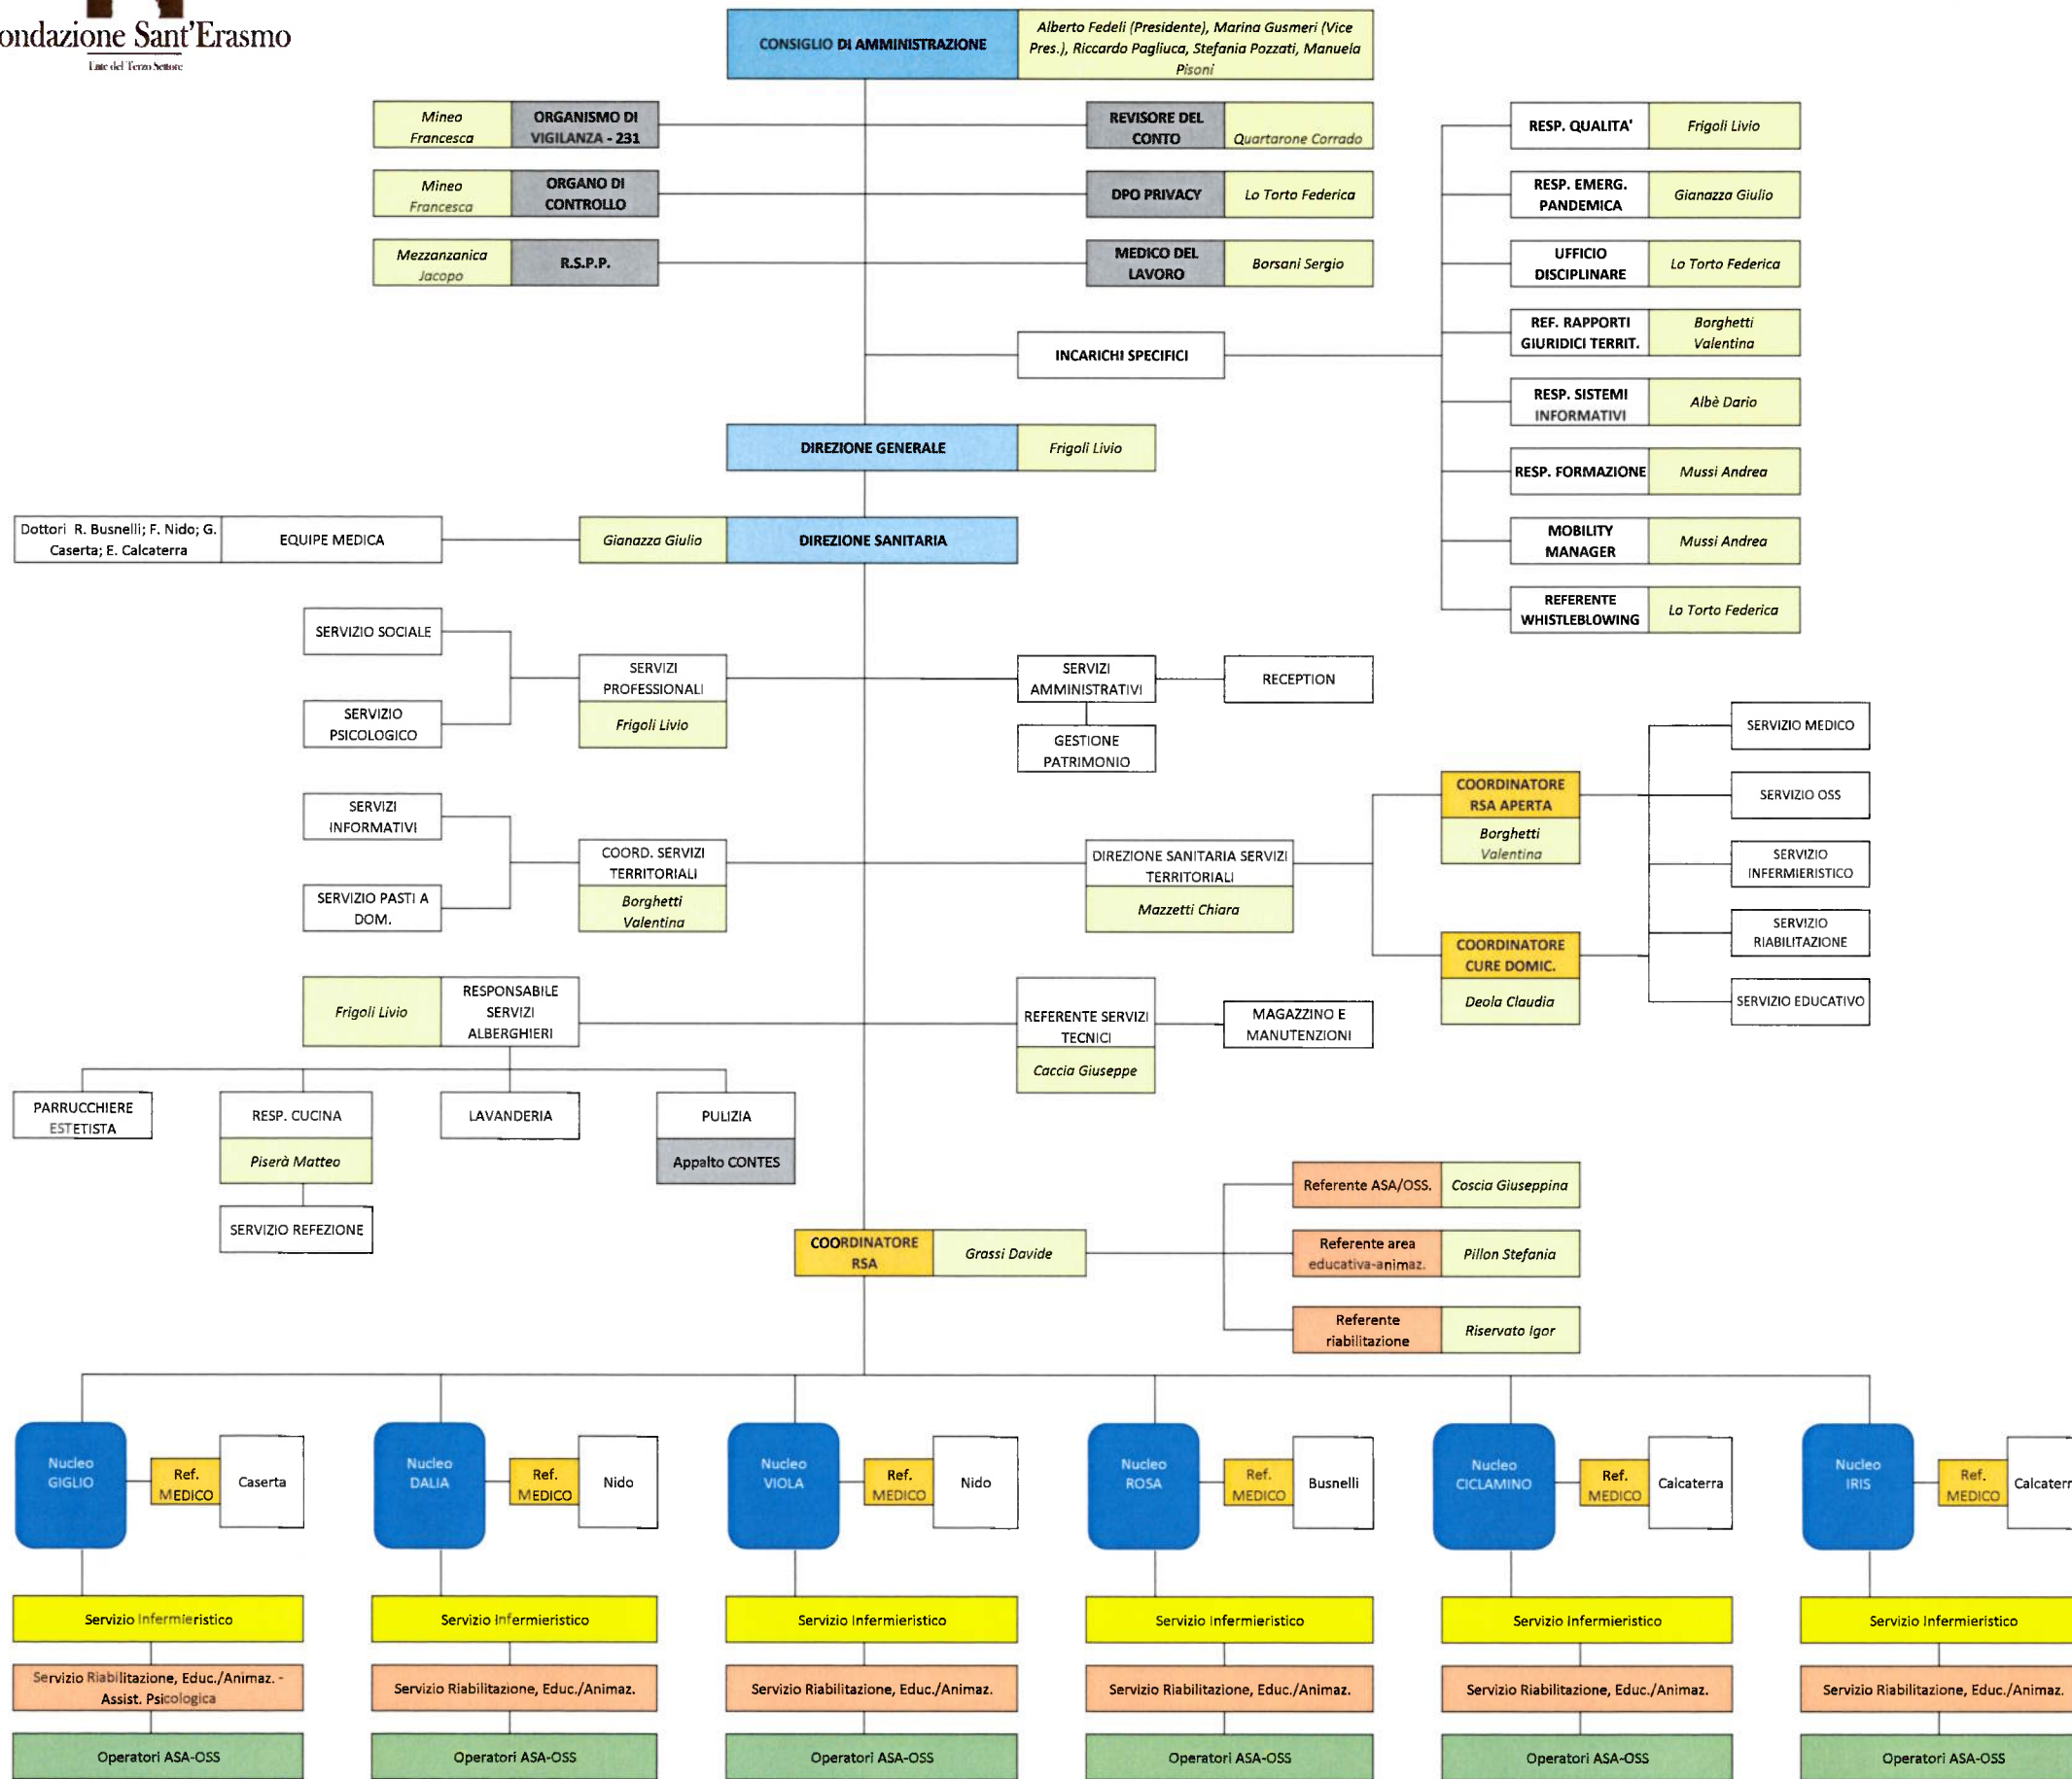 ondazione Sant'Erasmo
Ente del Terzo Settore
CONSIGLIO DI AMMINISTRAZIONE
Alberto Fedeli (Presidente), Marina Gusmeri (Vice
Pres.), Riccardo Pagliuca, Stefania Pozzati, Manuela
Pisoni
Mineo
Francesca
ORGANISMO DI
VIGILANZA - 231
REVISORE DEL
CONTO
Quartarone Corrado
RESP. QUALITA'
Frigoli Livio
Mineo
Francesca
ORGANO DI
CONTROLLO
DPO PRIVACY
Lo Torto Federica
RESP. EMERG.
PANDEMICA
Gianazza Giulio
Mezzanzanica
Jacopo
R.S.P.P.
MEDICO DEL
LAVORO
Borsani Sergio
UFFICIO
DISCIPLINARE
Lo Torto Federica
REF. RAPPORTI
GIURIDICI TERRIT.
Borghetti
Valentina
INCARICHI SPECIFICI
RESP. SISTEMI
INFORMATIVI
Albè Dario
DIREZIONE GENERALE
Frigoli Livio
RESP. FORMAZIONE
Mussi Andrea
Dottori R. Busnelli; F. Nido; G.
Caserta; E. Calcaterra
EQUIPE MEDICA
Gianazza Giulio
DIREZIONE SANITARIA
MOBILITY
MANAGER
Mussi Andrea
REFERENTE
WHISTLEBLOWING
Lo Torto Federica
SERVIZIO SOCIALE
SERVIZI
PROFESSIONALI
Frigoli Livio
SERVIZIO
PSICOLOGICO
SERVIZI
AMMINISTRATIVI
RECEPTION
GESTIONE
PATRIMONIO
SERVIZI
INFORMATIVI
COORD. SERVIZI
TERRITORIALI
Borghetti
Valentina
SERVIZIO PASTI A
DOM.
DIREZIONE SANITARIA SERVIZI
TERRITORIALI
Mazzetti Chiara
COORDINATORE
RSA APERTA
Borghetti
Valentina
COORDINATORE
CURE DOMIC.
Deola Claudia
SERVIZIO MEDICO
SERVIZIO OSS
SERVIZIO
INFERMIERISTICO
SERVIZIO
RIABILITAZIONE
SERVIZIO EDUCATIVO
Frigoli Livio
RESPONSABILE
SERVIZI
ALBERGHIERI
REFERENTE SERVIZI
TECNICI
Caccia Giuseppe
MAGAZZINO E
MANUTENZIONI
PARRUCCHIERE
ESTETISTA
RESP. CUCINA
Piserà Matteo
SERVIZIO REFEZIONE
LAVANDERIA
PULIZIA
Appalto CONTES
COORDINATORE
RSA
Grassi Davide
Referente ASA/OSS.
Coscia Giuseppina
Referente area
educativa-animaz.
Pillon Stefania
Referente
riabilitazione
Riservato Igor
Nucleo
GIGLIO
Ref.
MEDICO
Caserta
Nucleo
DALIA
Ref.
MEDICO
Nido
Nucleo
VIOLA
Ref.
MEDICO
Nido
Nucleo
ROSA
Ref.
MEDICO
Busnelli
Nucleo
CICLAMINO
Ref.
MEDICO
Calcaterra
Nucleo
IRIS
Ref.
MEDICO
Calcaterr
Servizio Infermieristico
Servizio Infermieristico
Servizio Infermieristico
Servizio Infermieristico
Servizio Infermieristico
Servizio Infermieristico
Servizio Riabilitazione, Educ./Animaz. -
Assist. Psicologica
Servizio Riabilitazione, Educ./Animaz.
Servizio Riabilitazione, Educ./Animaz.
Servizio Riabilitazione, Educ./Animaz.
Servizio Riabilitazione, Educ./Animaz.
Servizio Riabilitazione, Educ./Animaz.
Operatori ASA-OSS
Operatori ASA-OSS
Operatori ASA-OSS
Operatori ASA-OSS
Operatori ASA-OSS
Operatori ASA-OSS